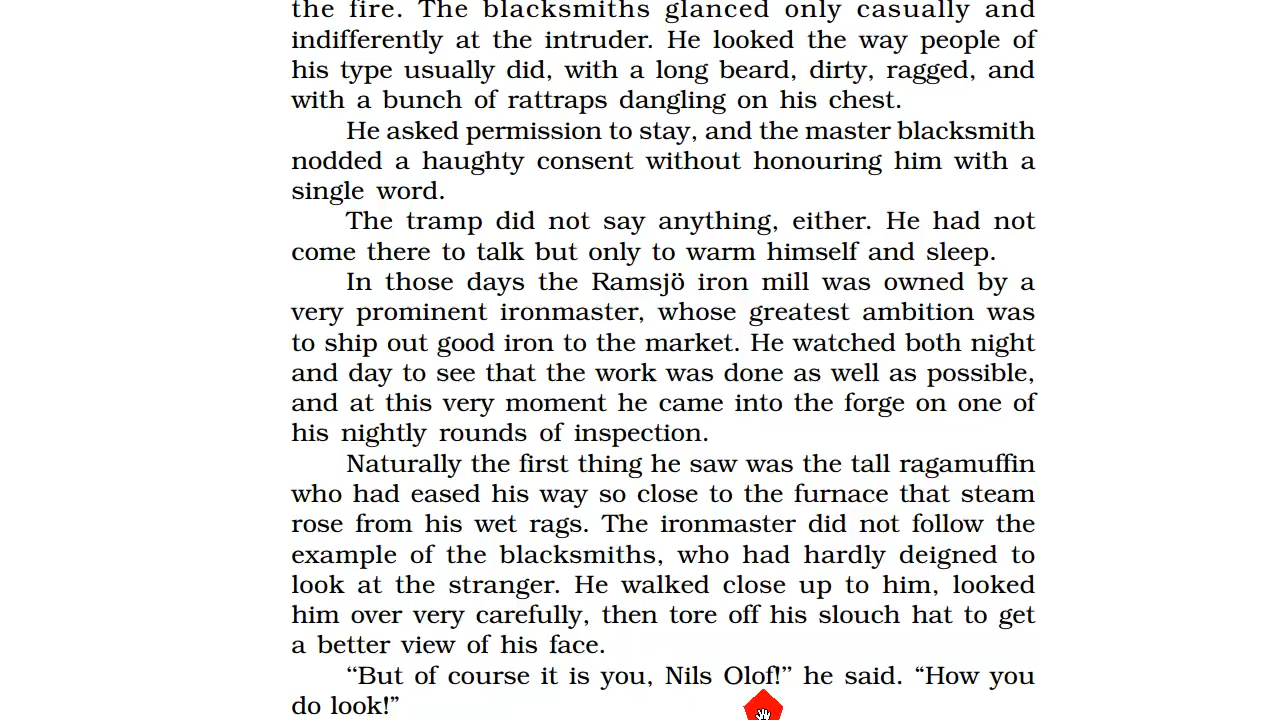 the fire. The blacksmiths glanced only casually and
indifferently at the intruder. He looked the way people of
his type usually did, with a long beard, dirty, ragged, and
with a bunch of rattraps dangling on his chest.
He asked permission to stay, and the master blacksmith
nodded a haughty consent without honouring him with a
single word.
The tramp did not say anything, either. He had not
come there to talk but only to warm himself and sleep.
In those days the Ramsjö iron mill was owned by a
very prominent ironmaster, whose greatest ambition was
to ship out good iron to the market. He watched both night
and day to see that the work was done as well as possible,
and at this very moment he came into the forge on one of
his nightly rounds of inspection.
Naturally the first thing he saw was the tall ragamuffin
who had eased his way so close to the furnace that steam
rose from his wet rags. The ironmaster did not follow the
example of the blacksmiths, who had hardly deigned to
look at the stranger. He walked close up to him, looked
him over very carefully, then tore off his slouch hat to get
a better view of his face.
“But of course it is you, Nils Olof!” he said. “How you
do look!”